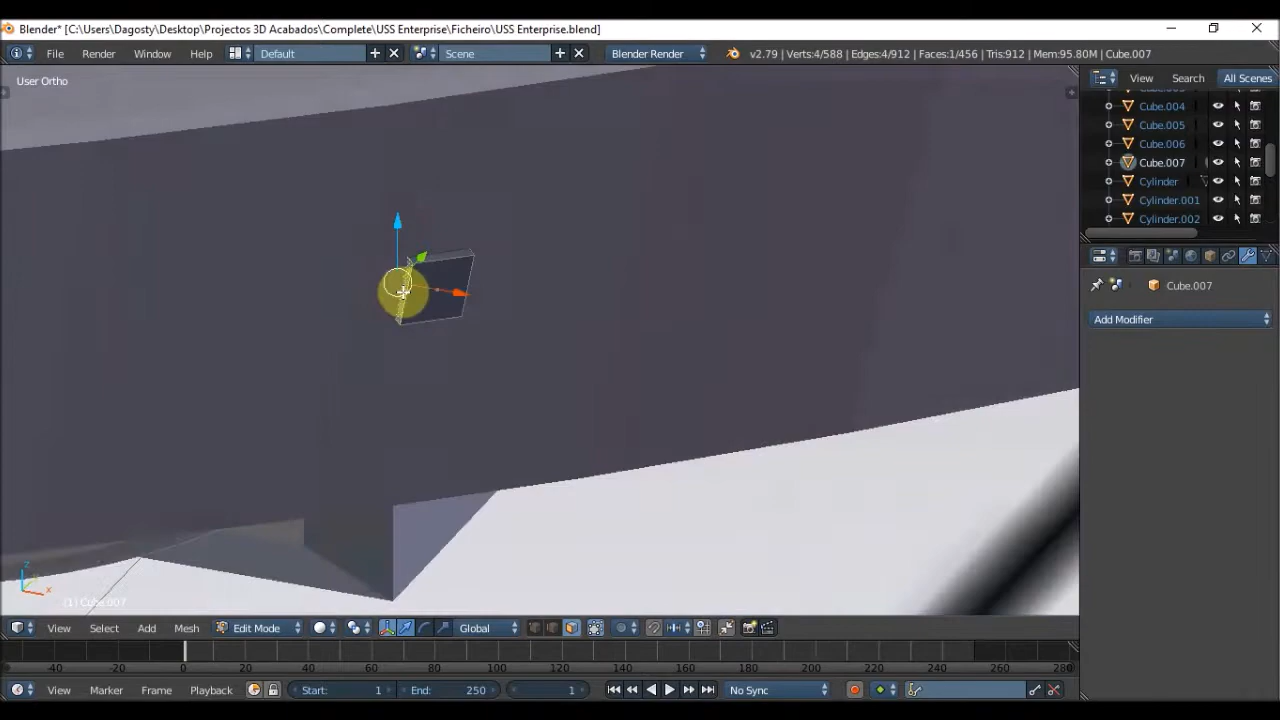 Blender* [C:\Users\Dagosty\Desktop\Projectos 3D Acabados\Complete\USS Enterprise\Ficheiro\USS Enterprise.blend]
File Render Window Help Default Scene Blender Render v2.79 | Verts:4/588 | Edges:4/912 | Faces:1/456 | Tris:912 | Mem:95.80M | Cube.007
User Ortho
View Search All Scenes
Cube.004
Cube.005
Cube.006
Cube.007
Cylinder
Cylinder.001
Cylinder.002
Cube.007
Add Modifier
z
x
(1) Cube.007
View Select Add Mesh Edit Mode Global
-40 -20 0 20 40 60 80 100 120 140 160 180 200 220 240 260 280
View Marker Frame Playback Start: 1 End: 250 1 No Sync